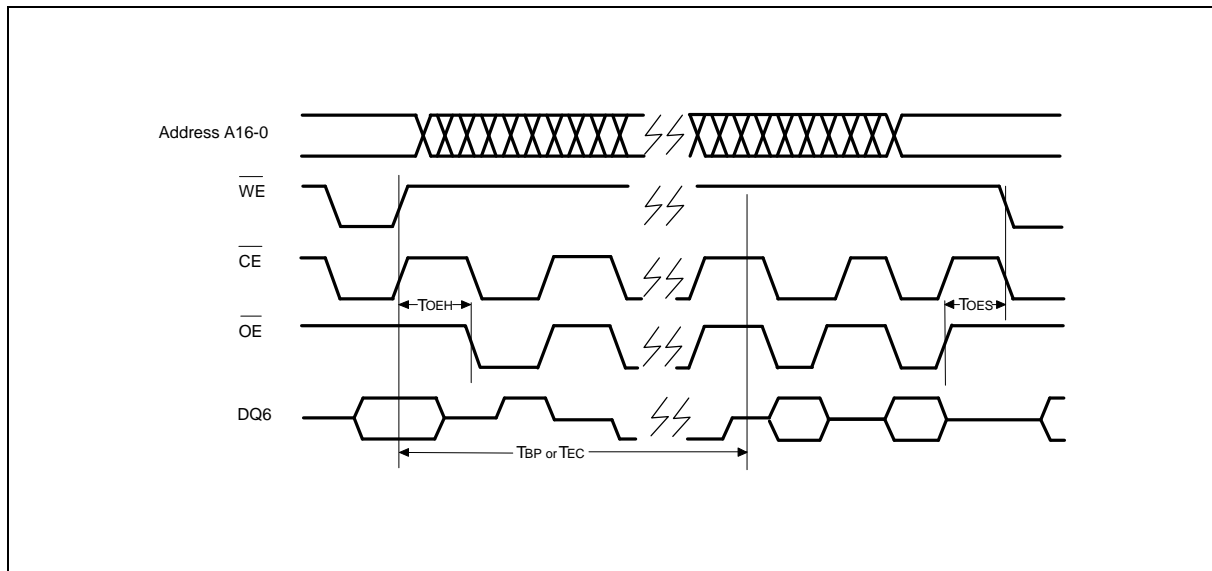 Address A16-0
WE
CE
TOEH
TOES
OE
DQ6
TBP or TEC